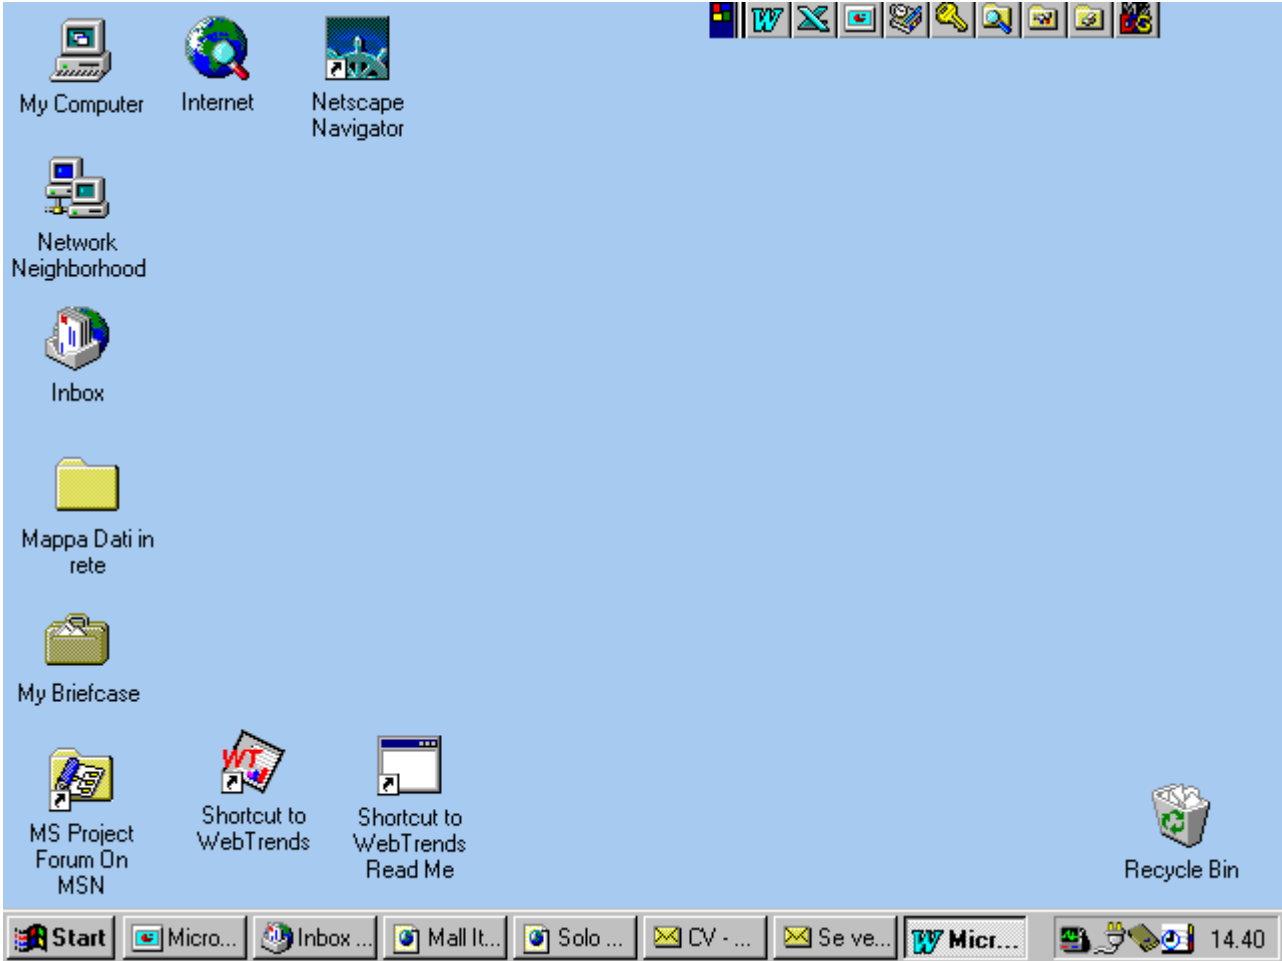 My Computer
Internet
Netscape
Navigator
Network
Neighborhood
Inbox
Mappa Dati in
rete
My Briefcase
MS Project
Forum On
MSN
WT
Shortcut to
WebTrends
Shortcut to
WebTrends
Read Me
Recycle Bin
Start
Micro...
Inbox ...
Mall It...
Solo ...
CV - ...
Se ve...
Micr...
14.40